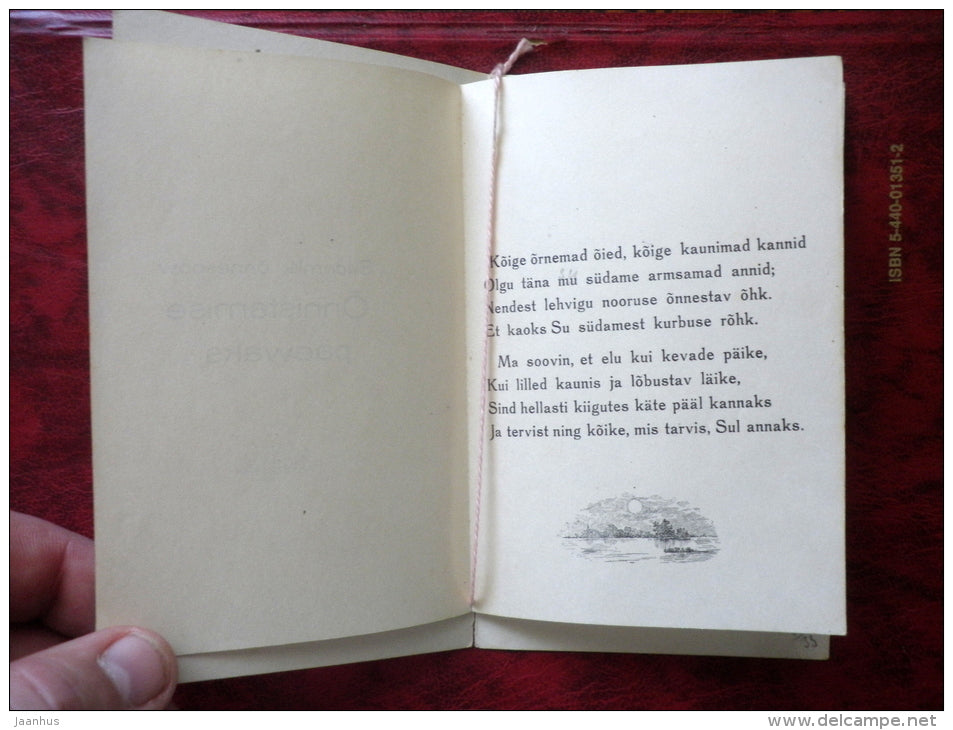 Kõige õrnemad õied, kõige kaunimad kannid
Olgu täna mu südame armsamad annid;
Nendest lehvigu nooruse õnnestav õhk.
Et kaoks Su südamest kurbuse rõhk.
Ma soovin, et elu kui kevade päike,
Kui lilled kaunis ja lõbustav läike,
Sind hellasti kiigutes käte pääl kannaks
Ja tervist ning kõike, mis tarvis, Sul annaks.
ISBN 5-440-01351-2
Õnnistamise
päevaks
jaanhus
www.delcampe.net